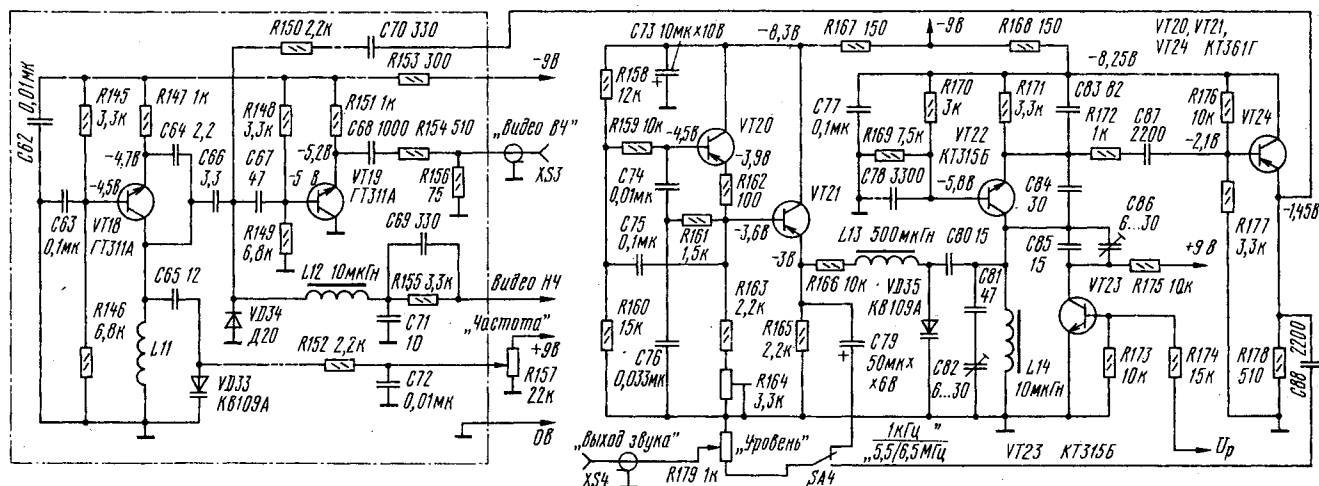 R150 2,2к
C70 330
R153 300
-9В
C62 0,01мк
R145 3,3к
R147 1к
C64 2,2
-4,7В
-4,5В
C63 0,1мк
VT18 ГТ311А
C66 3,3
C67 47
R148 3,3к
R151 1к
C68 1000
R154 510
„Видео ВЧ"
XS3
-5,2В
-5 В
VT19 ГТ311А
R156 75
R149 6,8к
C69 330
C65 12
R146 6,8к
L11
L12 10мкГн
R155 3,3к
Видео НЧ
VD34 Д20
C71 10
„Частота"
+9В
R152 2,2к
R157 22к
VD33 КВ109А
C72 0,01мк
0В
C73 10мк×10В
-8,3В
R167 150
-9В
R168 150
VT20, VT21,
VT24 КТ361Г
-8,25В
R158 12к
R159 10к
-4,5В
VT20
-3,9В
C74 0,01мк
R162 100
VT21
C75 0,1мк
R161 1,5к
-3,6В
-3В
C77 0,1мк
R170 3к
R171 3,3к
R169 7,5к
VT22 КТ315Б
C78 3300
-5,8В
C83 82
R172 1к
C87 2200
R176 10к
VT24
-2,1В
C84 30
C86 6...30
R177 3,3к
-1,45В
L13 500мкГн
C80 15
C85 15
+9В
R166 10к
VD35 КВ109А
C81 47
VT23
R175 10к
R160 15к
R163 2,2к
R165 2,2к
C79 50мк× ×6В
C76 0,033мк
R164 3,3к
C82 6...30
L14 10мкГн
R173 10к
R174 15к
R178 510
C88 2200
„Выход звука"
XS4
R179 1к
„Уровень"
1кГц "
„5,5/6,5МГц
SA4
VT23 КТ315Б
Uр